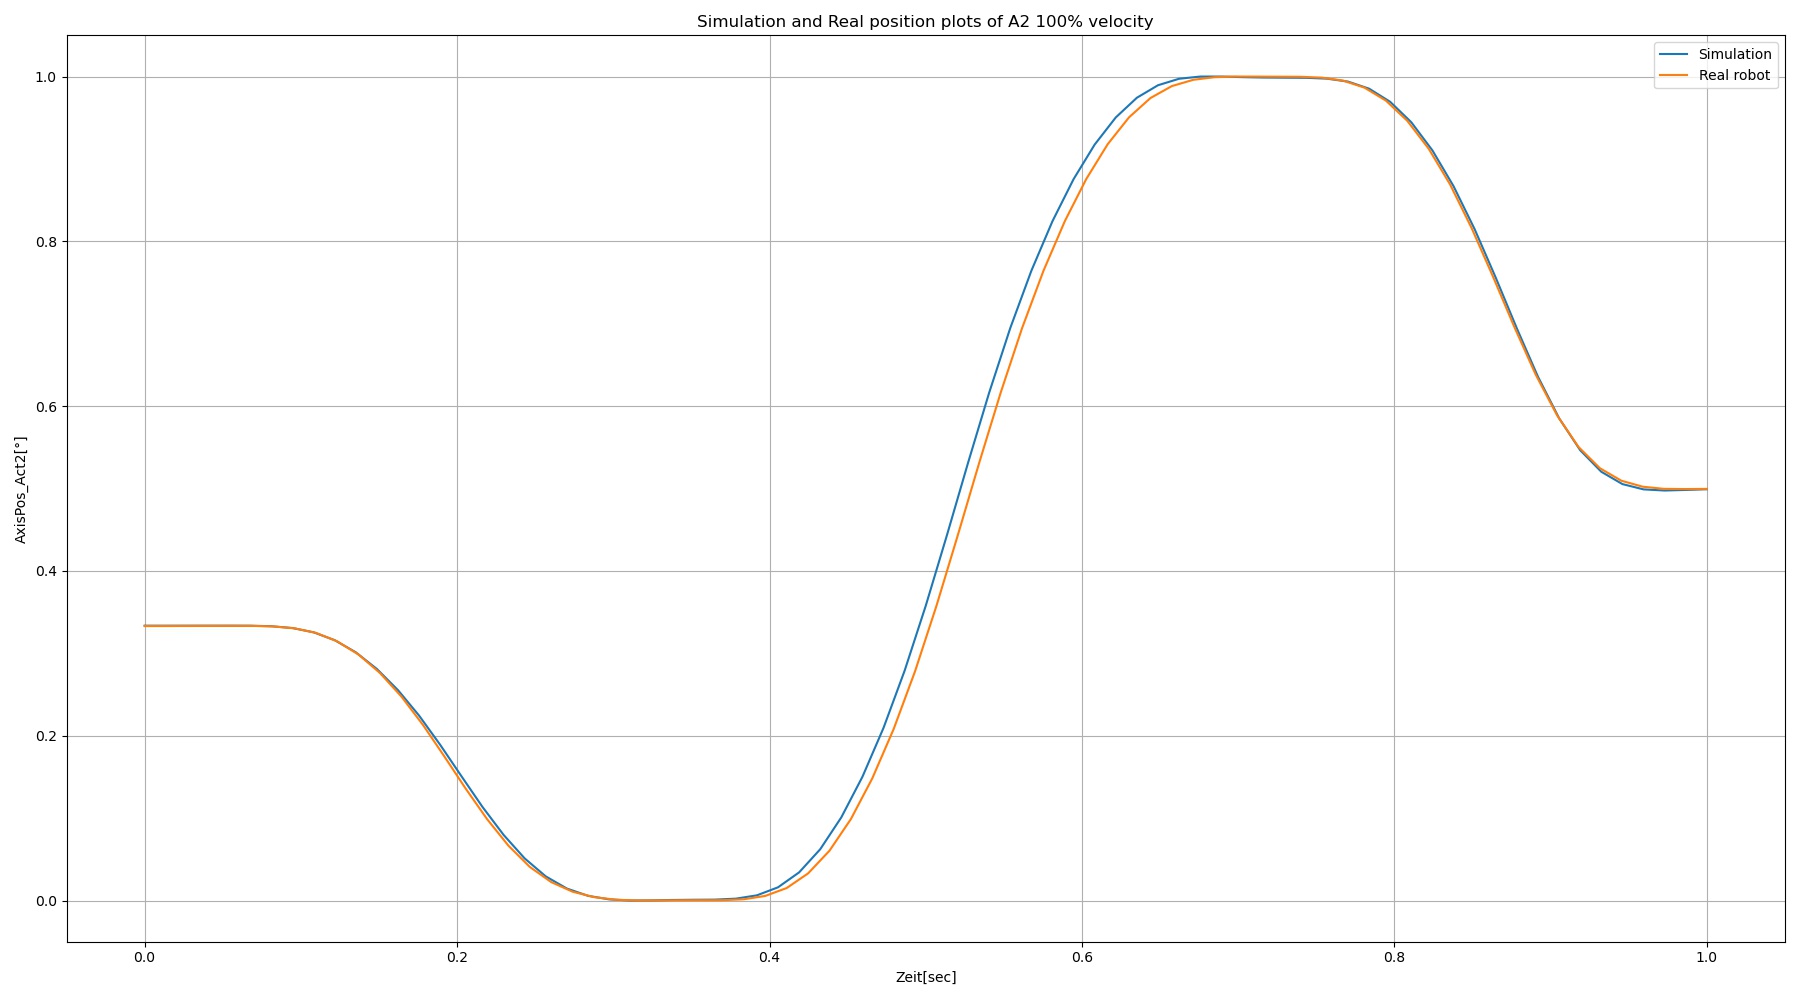 Simulation and Real position plots of A2 100% velocity
Simulation
Real robot
AxisPos_Act2[°]
1.0
0.8
0.6
0.4
0.2
0.0
0.0 0.2 0.4 0.6 0.8 1.0
Zeit[sec]